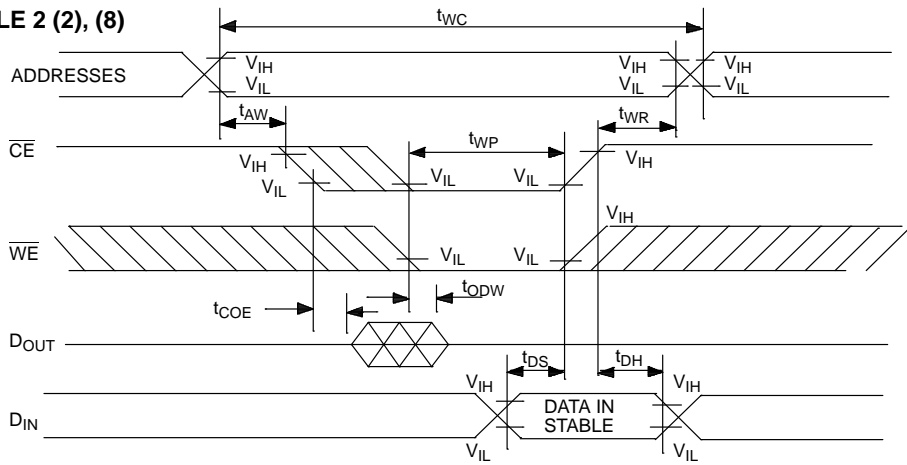 LE 2 (2), (8)
tWC
ADDRESSES
VIH VIH VIH
VIL VIL VIL
tAW tWR
CE
tWP
VIH VIH
VIL VIL VIL
VIH
WE
VIL VIL
tCOE tODW
DOUT
tDS tDH
VIH VIH
DIN
DATA IN
STABLE
VIL VIL